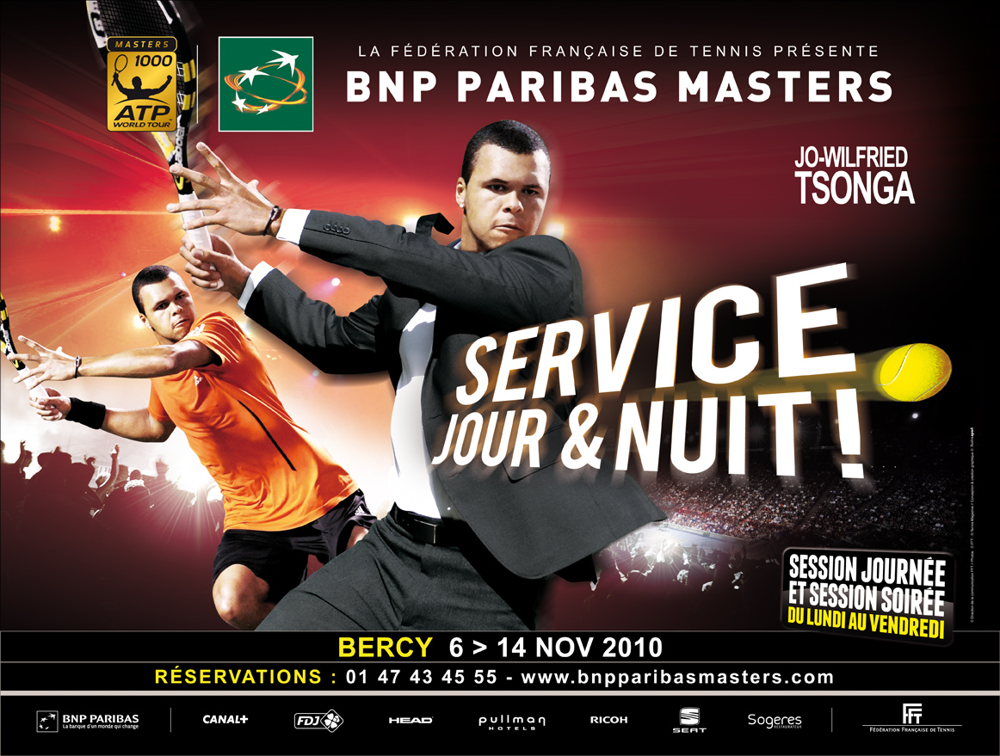 MASTERS
1000
ATP
WORLD TOUR
LA FÉDÉRATION FRANÇAISE DE TENNIS PRÉSENTE
BNP PARIBAS MASTERS
JO-WILFRIED
TSONGA
SERVICE
JOUR & NUIT !
SESSION JOURNÉE
ET SESSION SOIRÉE
DU LUNDI AU VENDREDI
BERCY 6 > 14 NOV 2010
RÉSERVATIONS : 01 47 43 45 55 - www.bnpparibasmasters.com
BNP PARIBAS
La banque d'un monde qui change
CANAL+
FDJ
HEAD
pullman
HOTELS
RICOH
SEAT
Sogeres
RESTAURATEUR
FFT
FÉDÉRATION FRANÇAISE DE TENNIS